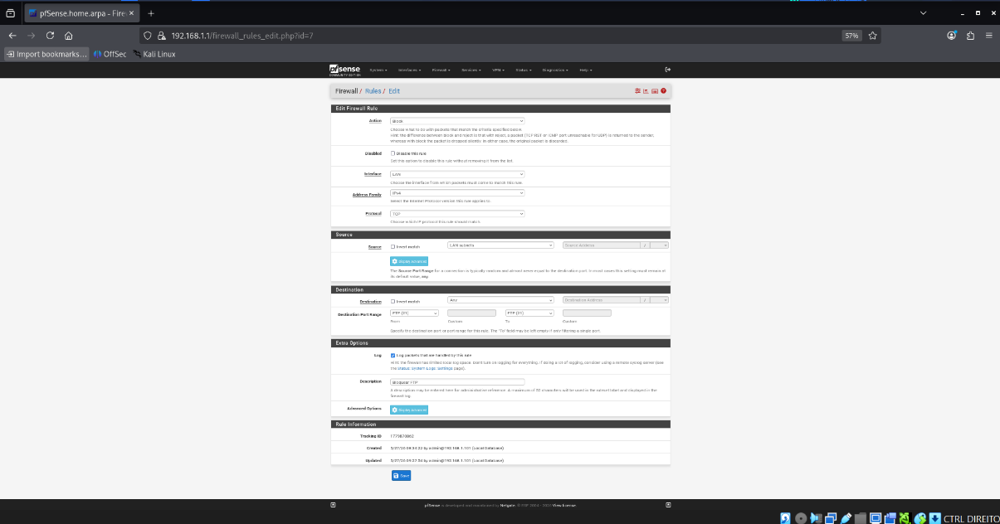 pfSense.home.arpa - Fire
192.168.1.1/firewall_rules_edit.php?id=7
57%
Import bookmarks...
OffSec
Kali Linux
pfsense
COMMUNITY EDITION
System
Interfaces
Firewall
Services
VPN
Status
Diagnostics
Help
Firewall / Rules / Edit
Edit Firewall Rule
Action
Block
Choose what to do with packets that match the criteria specified below.
Hint: the difference between block and reject is that with reject, a packet (TCP RST or ICMP port unreachable for UDP) is returned to the sender,
whereas with block the packet is dropped silently. In either case, the original packet is discarded.
Disabled
Disable this rule
Set this option to disable this rule without removing it from the list.
Interface
LAN
Choose the interface from which packets must come to match this rule.
Address Family
IPv4
Select the Internet Protocol version this rule applies to.
Protocol
TCP
Choose which IP protocol this rule should match.
Source
Source
Invert match
LAN subnets
Source Address
/
Display Advanced
The Source Port Range for a connection is typically random and almost never equal to the destination port. In most cases this setting must remain at
its default value, any.
Destination
Destination
Invert match
Any
Destination Address
/
Destination Port Range
FTP (21)
FTP (21)
From
Custom
To
Custom
Specify the destination port or port range for this rule. The "To" field may be left empty if only filtering a single port.
Extra Options
Log
Log packets that are handled by this rule
Hint: the firewall has limited local log space. Don't turn on logging for everything. If doing a lot of logging, consider using a remote syslog server (see
the Status: System Logs: Settings page).
Description
Bloquear FTP
A description may be entered here for administrative reference. A maximum of 52 characters will be used in the ruleset label and displayed in the
firewall log.
Advanced Options
Display Advanced
Rule Information
Tracking ID
Created
by admin@192.168.1.101 (Local Database)
Updated
by admin@192.168.1.101 (Local Database)
Save
pfSense is developed and maintained by Netgate. © ESF 2004 - View license.
CTRL DIREITO